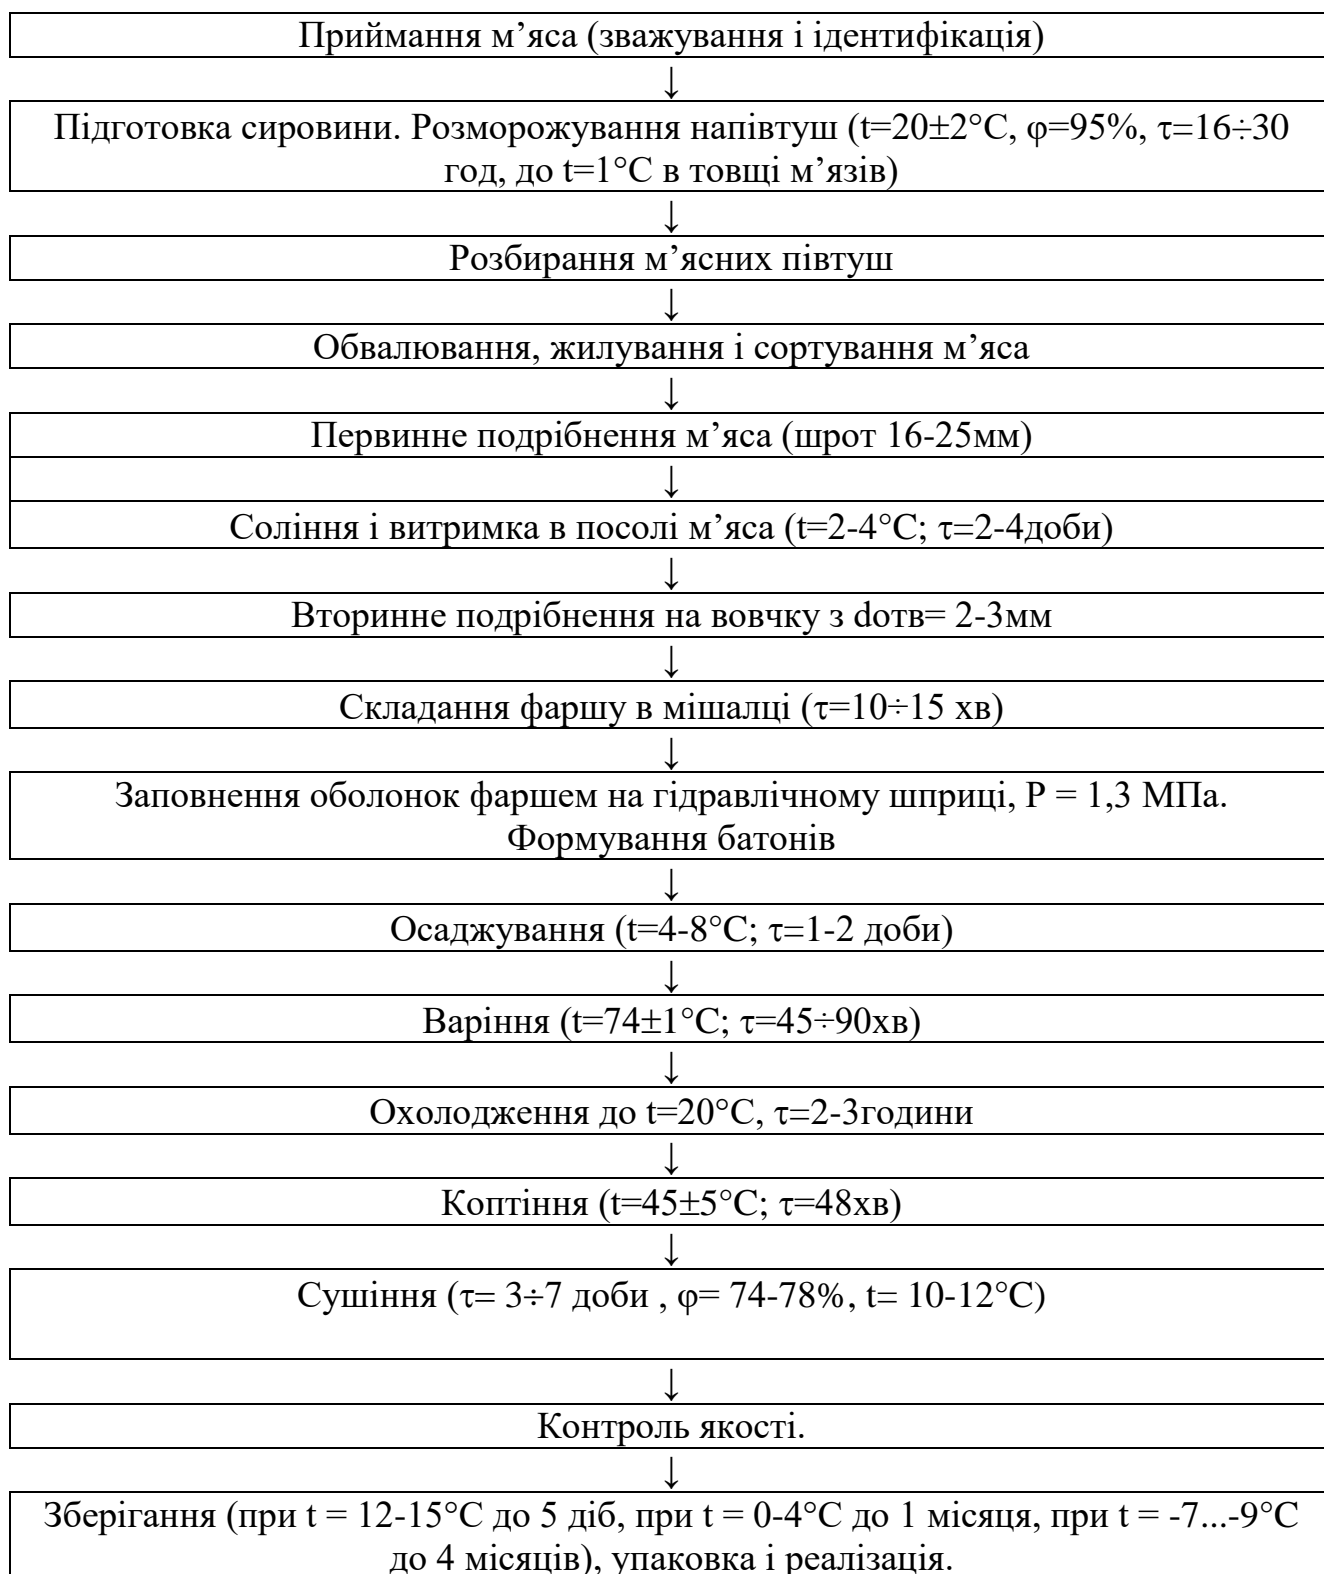 Приймання м’яса (зважування і ідентифікація)
↓
Підготовка сировини. Розморожування напівтуш (t=20±2°С, φ=95%, τ=16÷30
год, до t=1°С в товщі м’язів)
↓
Розбирання м’ясних півтуш
↓
Обвалювання, жилування і сортування м’яса
↓
Первинне подрібнення м’яса (шрот 16-25мм)
↓
Соління і витримка в посолі м’яса (t=2-4°С; τ=2-4доби)
↓
Вторинне подрібнення на вовчку з dотв= 2-3мм
↓
Складання фаршу в мішалці (τ=10÷15 хв)
↓
Заповнення оболонок фаршем на гідравлічному шприці, Р = 1,3 МПа.
Формування батонів
↓
Осаджування (t=4-8°С; τ=1-2 доби)
↓
Варіння (t=74±1°С; τ=45÷90хв)
↓
Охолодження до t=20°С, τ=2-3години
↓
Коптіння (t=45±5°С; τ=48хв)
↓
Сушіння (τ= 3÷7 доби , φ= 74-78%, t= 10-12°С)
↓
Контроль якості.
↓
Зберігання (при t = 12-15°С до 5 діб, при t = 0-4°С до 1 місяця, при t = -7...-9°С
до 4 місяців), упаковка і реалізація.